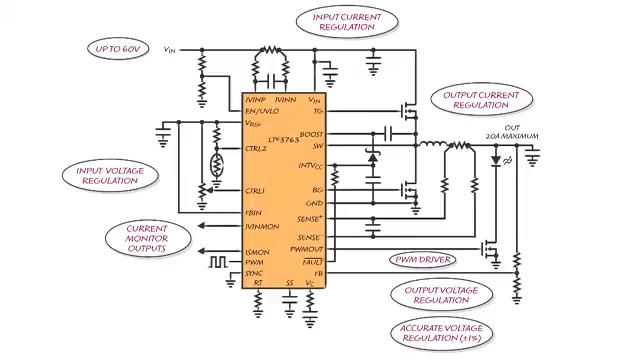 INPUT CURRENT
REGULATION
UP TO 60V
VIN
IVINP
IVINN
VIN
EN/UVLO
TG
OUTPUT CURRENT
REGULATION
VREF
LT®3763
BOOST
OUT
20A MAXIMUM
CTRL2
SW
INTVCC
INPUT VOLTAGE
REGULATION
CTRL1
BG
GND
FBIN
SENSE+
IVINMON
CURRENT
MONITOR
OUTPUTS
SENSE-
ISMON
PWMOUT
PWM
FAULT
PWM DRIVER
SYNC
FB
RT
SS
VC
OUTPUT VOLTAGE
REGULATION
ACCURATE VOLTAGE
REGULATION (±1%)